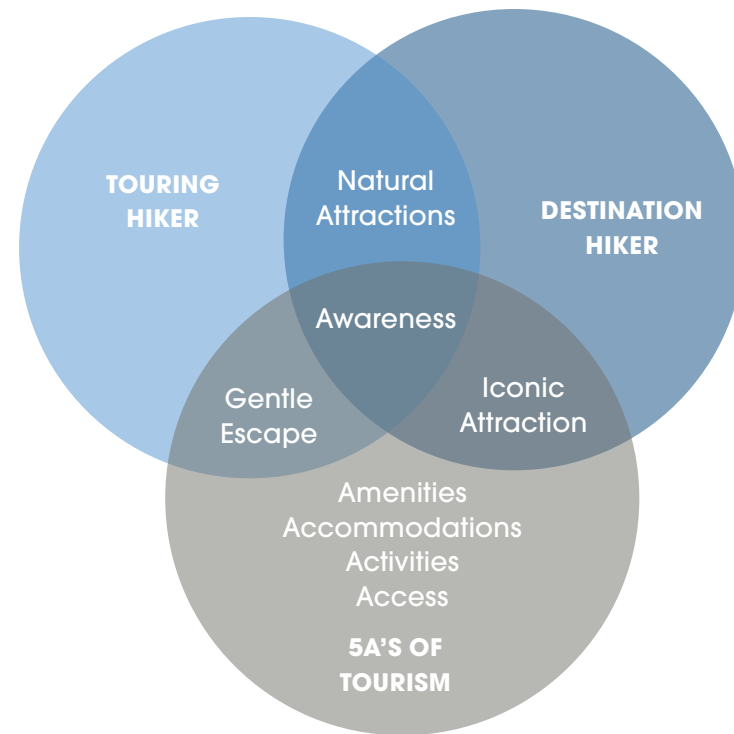 TOURING
HIKER
Natural
Attractions
DESTINATION
HIKER
Awareness
Gentle
Escape
Iconic
Attraction
Amenities
Accommodations
Activities
Access
5A'S OF
TOURISM